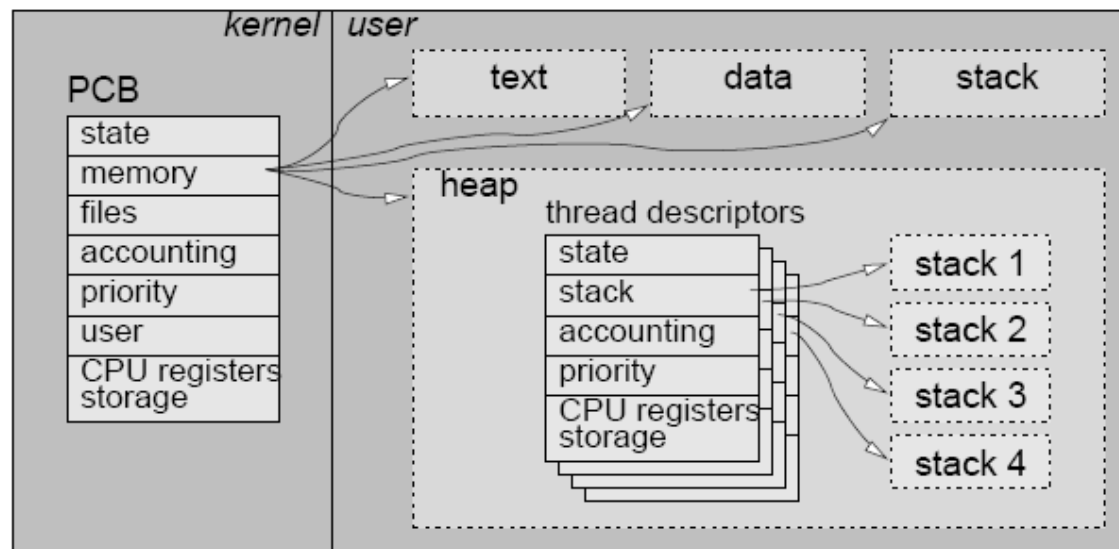 kernel user
text data stack
PCB
state
memory
files
accounting
priority
user
CPU registers
storage
heap
thread descriptors
state
stack
accounting
priority
CPU registers
storage
stack 1
stack 2
stack 3
stack 4